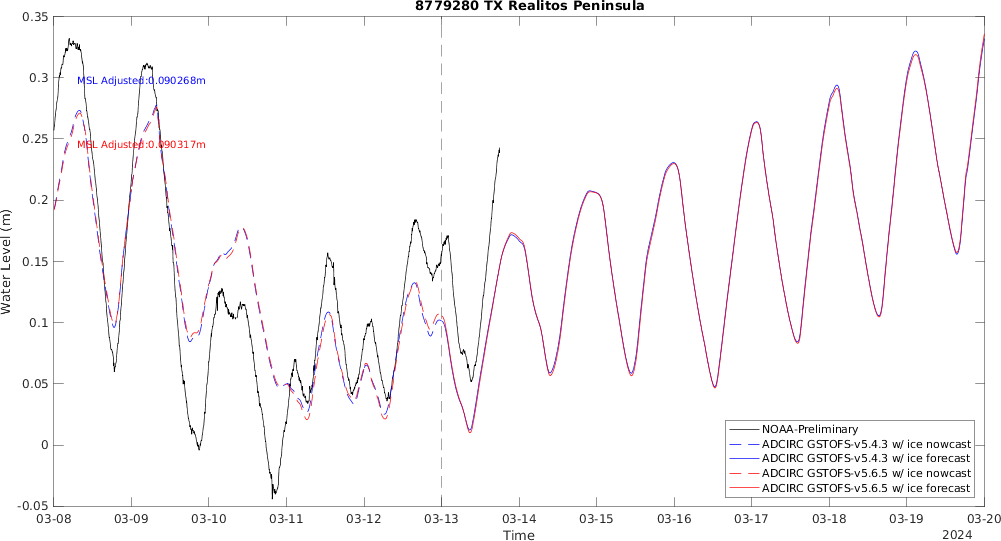 8779280 TX Realitos Peninsula
0.35
0.3
0.25
0.2
0.15
0.1
0.05
0
-0.05
Water Level (m)
MSL Adjusted:0.090268m
MSL Adjusted:0.090317m
NOAA-Preliminary
ADCIRC GSTOFS-v5.4.3 w/ ice nowcast
ADCIRC GSTOFS-v5.4.3 w/ ice forecast
ADCIRC GSTOFS-v5.6.5 w/ ice nowcast
ADCIRC GSTOFS-v5.6.5 w/ ice forecast
03-08 03-09 03-10 03-11 03-12 03-13 03-14 03-15 03-16 03-17 03-18 03-19 03-20
Time
2024